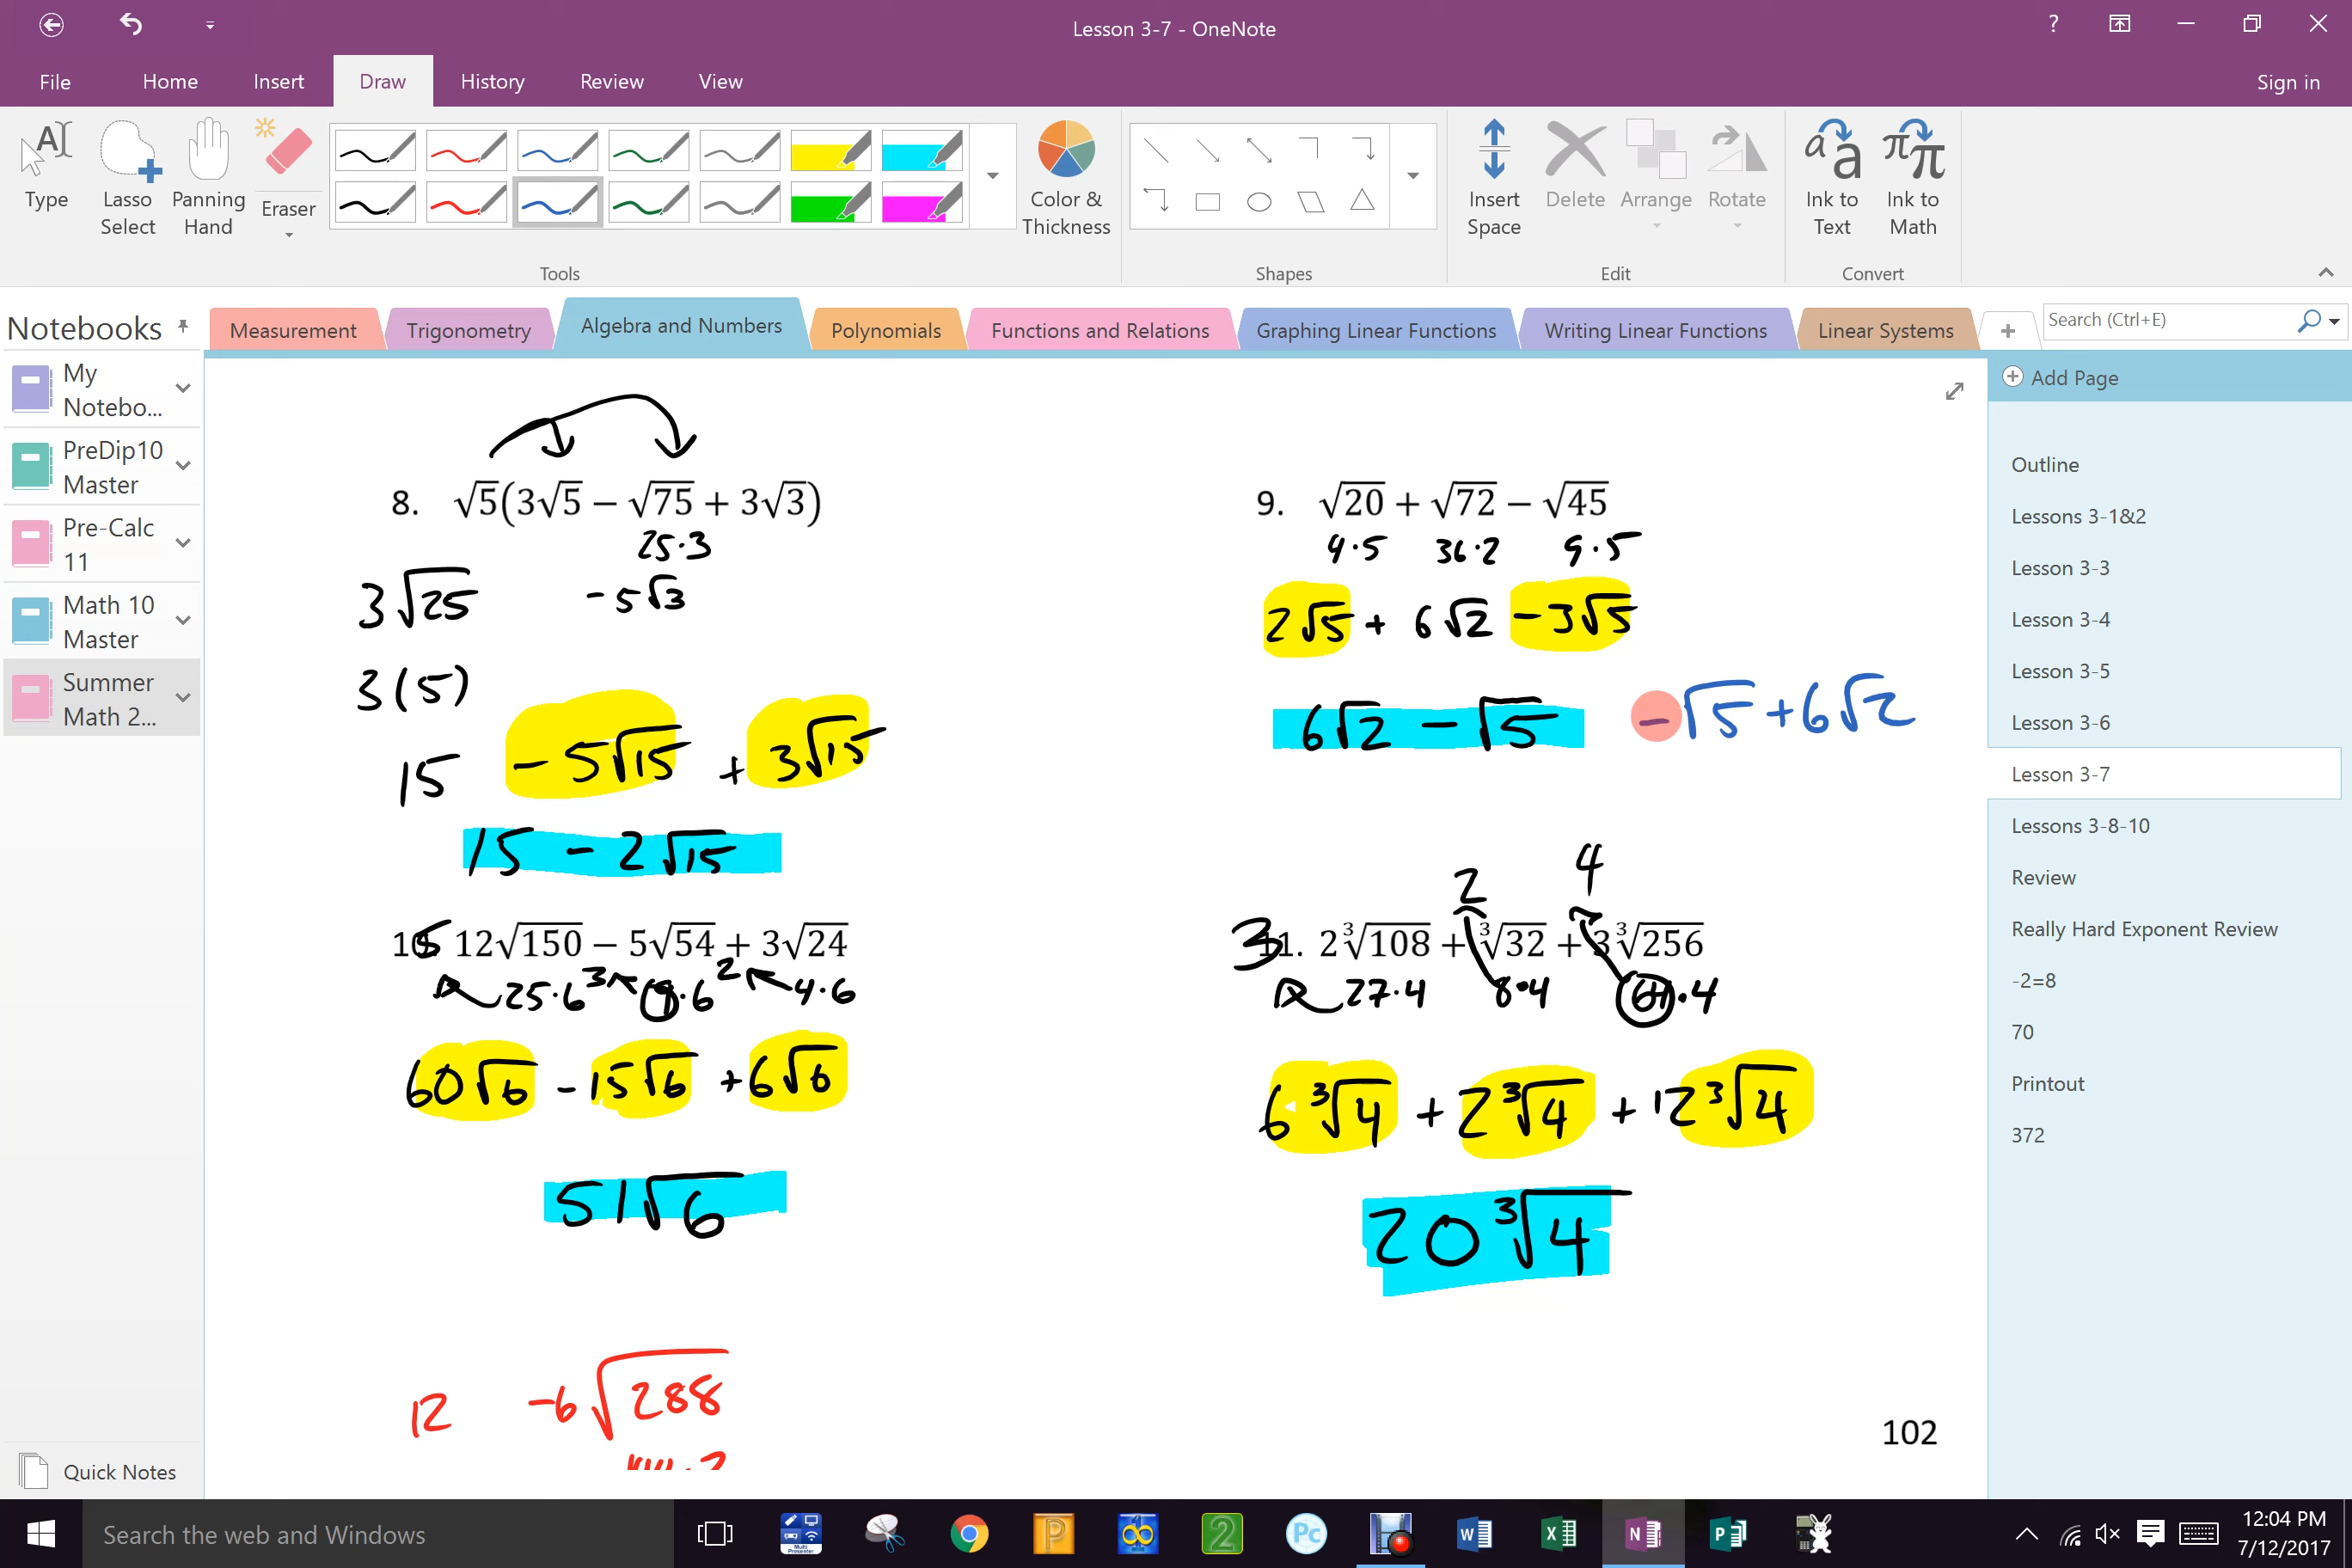 Lesson 3-7 - OneNote
?
File Home Insert Draw History Review View
Sign in
Type
Lasso Select
Panning Hand
Eraser
Color & Thickness
Insert Space
Delete
Arrange
Rotate
Ink to Text
Ink to Math
Tools
Shapes
Edit
Convert
Notebooks
Measurement
Trigonometry
Algebra and Numbers
Polynomials
Functions and Relations
Graphing Linear Functions
Writing Linear Functions
Linear Systems
+
Search (Ctrl+E)
My Notebo...
PreDip10 Master
Pre-Calc 11
Math 10 Master
Summer Math 2...
Quick Notes
8. √5(3√5 − √75 + 3√3)
25·3
3√25 -5√3
3(5)
15 - 5√15 + 3√15
15 - 2√15
9. √20 + √72 − √45
4·5 36·2 9·5
2√5 + 6√2 - 3√5
6√2 - √5
-√5 + 6√2
10. 12√150 − 5√54 + 3√24
5 3 2
25·6 9·6 4·6
60√6 - 15√6 + 6√6
51√6
2 4
3
11. 2∛108 + ∛32 + 3∛256
27·4 8·4 64·4
6∛4 + 2∛4 + 12∛4
20∛4
12 -6√288
102
Add Page
Outline
Lessons 3-1&2
Lesson 3-3
Lesson 3-4
Lesson 3-5
Lesson 3-6
Lesson 3-7
Lessons 3-8-10
Review
Really Hard Exponent Review
-2=8
70
Printout
372
Search the web and Windows
12:04 PM
7/12/2017